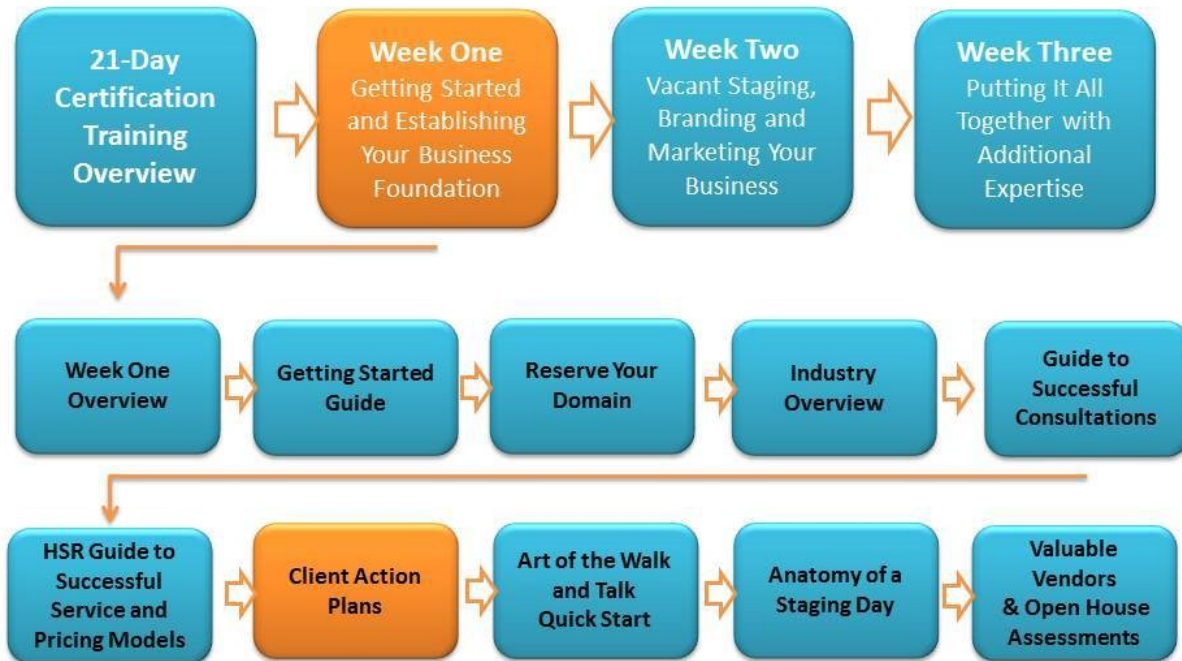 21-Day
Certification
Training
Overview
Week One
Getting Started
and Establishing
Your Business
Foundation
Week Two
Vacant Staging,
Branding and
Marketing Your
Business
Week Three
Putting It All
Together with
Additional
Expertise
Week One
Overview
Getting Started
Guide
Reserve Your
Domain
Industry
Overview
Guide to
Successful
Consultations
HSR Guide to
Successful
Service and
Pricing Models
Client Action
Plans
Art of the Walk
and Talk
Quick Start
Anatomy of a
Staging Day
Valuable
Vendors
& Open House
Assessments